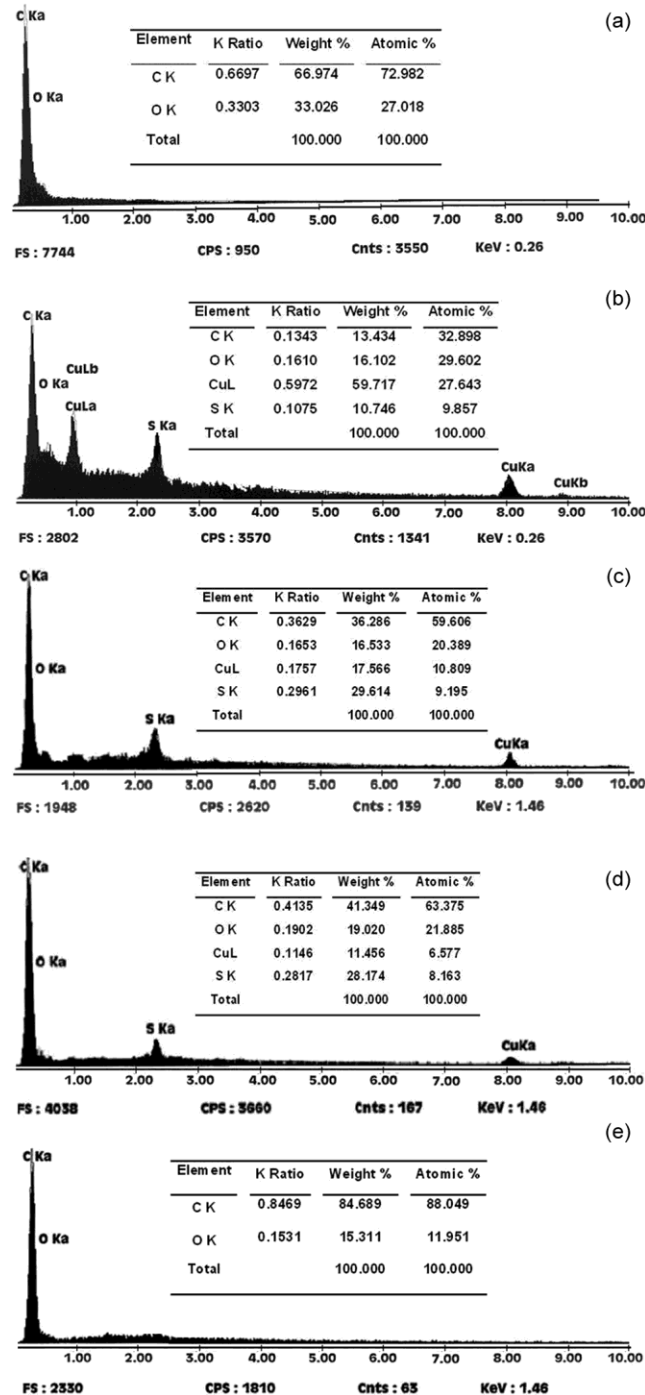 (a)
C Ka
O Ka
Element K Ratio Weight % Atomic %
C K 0.6697 66.974 72.982
O K 0.3303 33.026 27.018
Total 100.000 100.000
1.00 2.00 3.00 4.00 5.00 6.00 7.00 8.00 9.00 10.00
FS : 7744 CPS : 950 Cnts : 3550 KeV : 0.26
(b)
C Ka
O Ka
CuLb
CuLa
S Ka
CuKa
CuKb
Element K Ratio Weight % Atomic %
C K 0.1343 13.434 32.898
O K 0.1610 16.102 29.602
CuL 0.5972 59.717 27.643
S K 0.1075 10.746 9.857
Total 100.000 100.000
1.00 2.00 3.00 4.00 5.00 6.00 7.00 8.00 9.00 10.00
FS : 2802 CPS : 3570 Cnts : 1341 KeV : 0.26
(c)
C Ka
O Ka
S Ka
CuKa
Element K Ratio Weight % Atomic %
C K 0.3629 36.286 59.606
O K 0.1653 16.533 20.389
CuL 0.1757 17.566 10.809
S K 0.2961 29.614 9.195
Total 100.000 100.000
1.00 2.00 3.00 4.00 5.00 6.00 7.00 8.00 9.00 10.00
FS : 1948 CPS : 2620 Cnts : 139 KeV : 1.46
(d)
C Ka
O Ka
S Ka
CuKa
Element K Ratio Weight % Atomic %
C K 0.4135 41.349 63.375
O K 0.1902 19.020 21.885
CuL 0.1146 11.456 6.577
S K 0.2817 28.174 8.163
Total 100.000 100.000
1.00 2.00 3.00 4.00 5.00 6.00 7.00 8.00 9.00 10.00
FS : 4038 CPS : 3660 Cnts : 167 KeV : 1.46
(e)
C Ka
O Ka
Element K Ratio Weight % Atomic %
C K 0.8469 84.689 88.049
O K 0.1531 15.311 11.951
Total 100.000 100.000
1.00 2.00 3.00 4.00 5.00 6.00 7.00 8.00 9.00 10.00
FS : 2330 CPS : 1810 Cnts : 63 KeV : 1.46